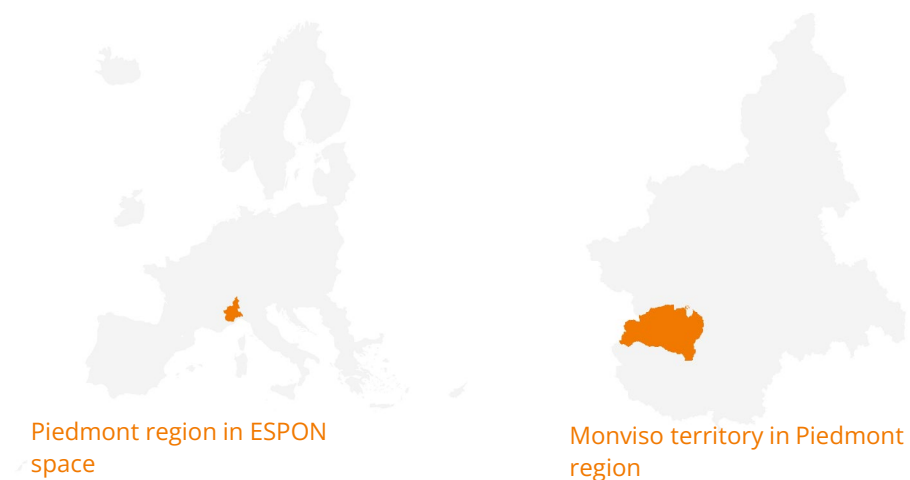 Piedmont region in ESPON
space
Monviso territory in Piedmont
region